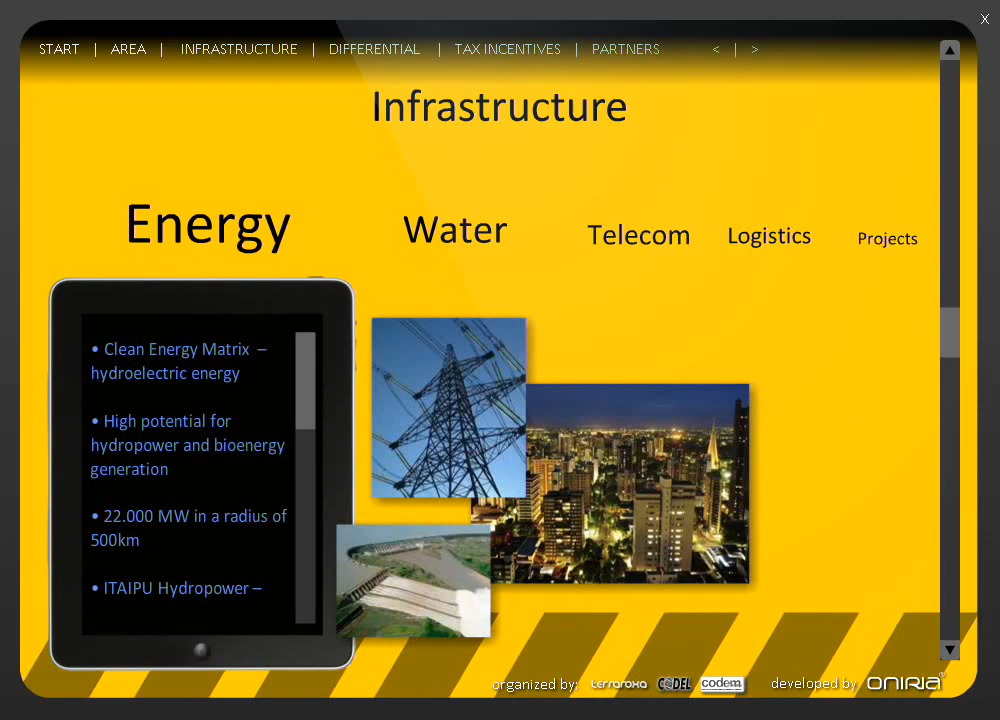 X
START | AREA | INFRASTRUCTURE | DIFFERENTIAL | TAX INCENTIVES | PARTNERS < | >
Infrastructure
Energy Water Telecom Logistics Projects
• Clean Energy Matrix –
hydroelectric energy
• High potential for
hydropower and bioenergy
generation
• 22.000 MW in a radius of
500km
• ITAIPU Hydropower –
organized by: terraroxa CODEL codem developed by ONIRIA